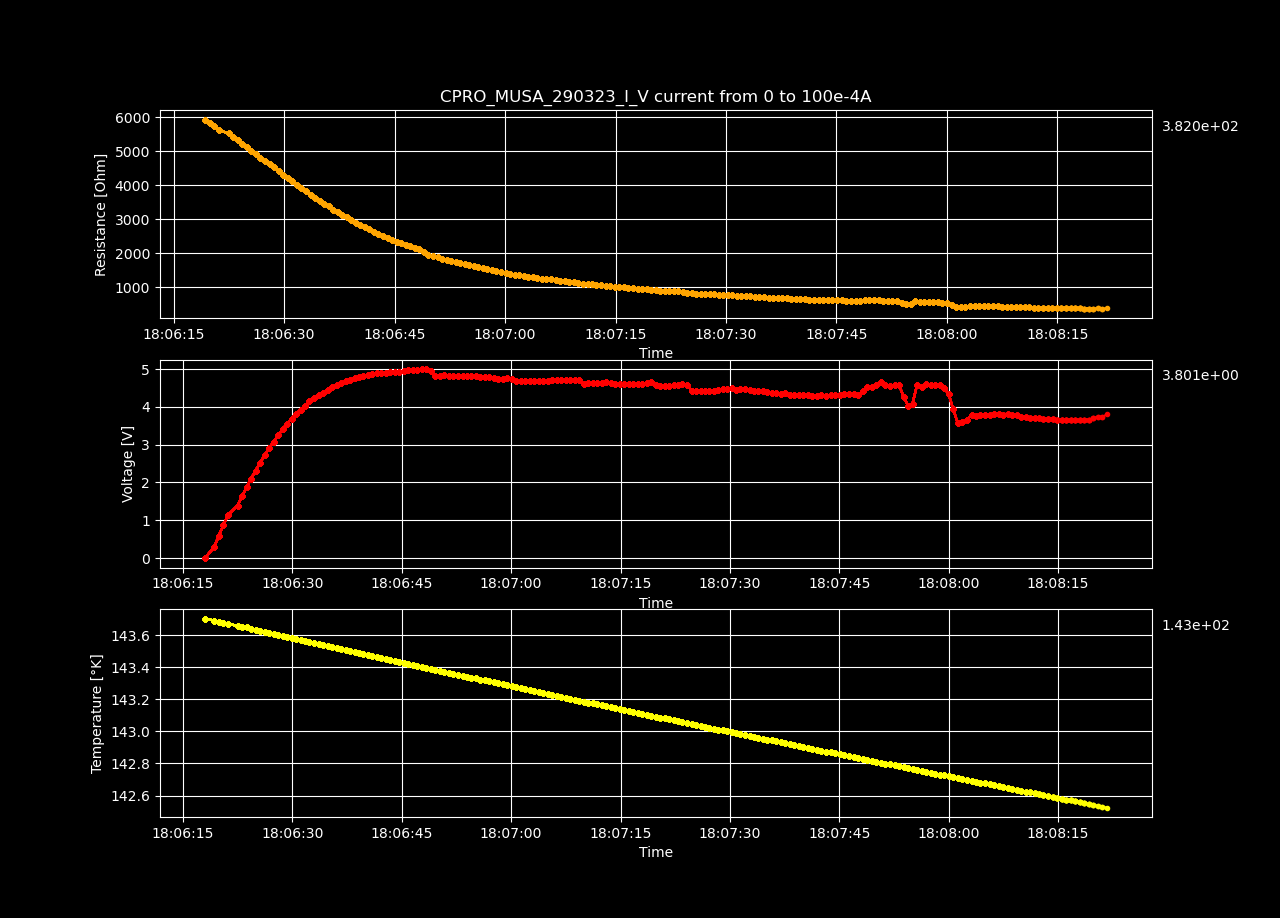 CPRO_MUSA_290323_I_V current from 0 to 100e-4A
3.820e+02
Resistance [Ohm]
6000
5000
4000
3000
2000
1000
18:06:15 18:06:30 18:06:45 18:07:00 18:07:15 18:07:30 18:07:45 18:08:00 18:08:15
Time
3.801e+00
Voltage [V]
5
4
3
2
1
0
18:06:15 18:06:30 18:06:45 18:07:00 18:07:15 18:07:30 18:07:45 18:08:00 18:08:15
Time
1.43e+02
Temperature [°K]
143.6
143.4
143.2
143.0
142.8
142.6
18:06:15 18:06:30 18:06:45 18:07:00 18:07:15 18:07:30 18:07:45 18:08:00 18:08:15
Time